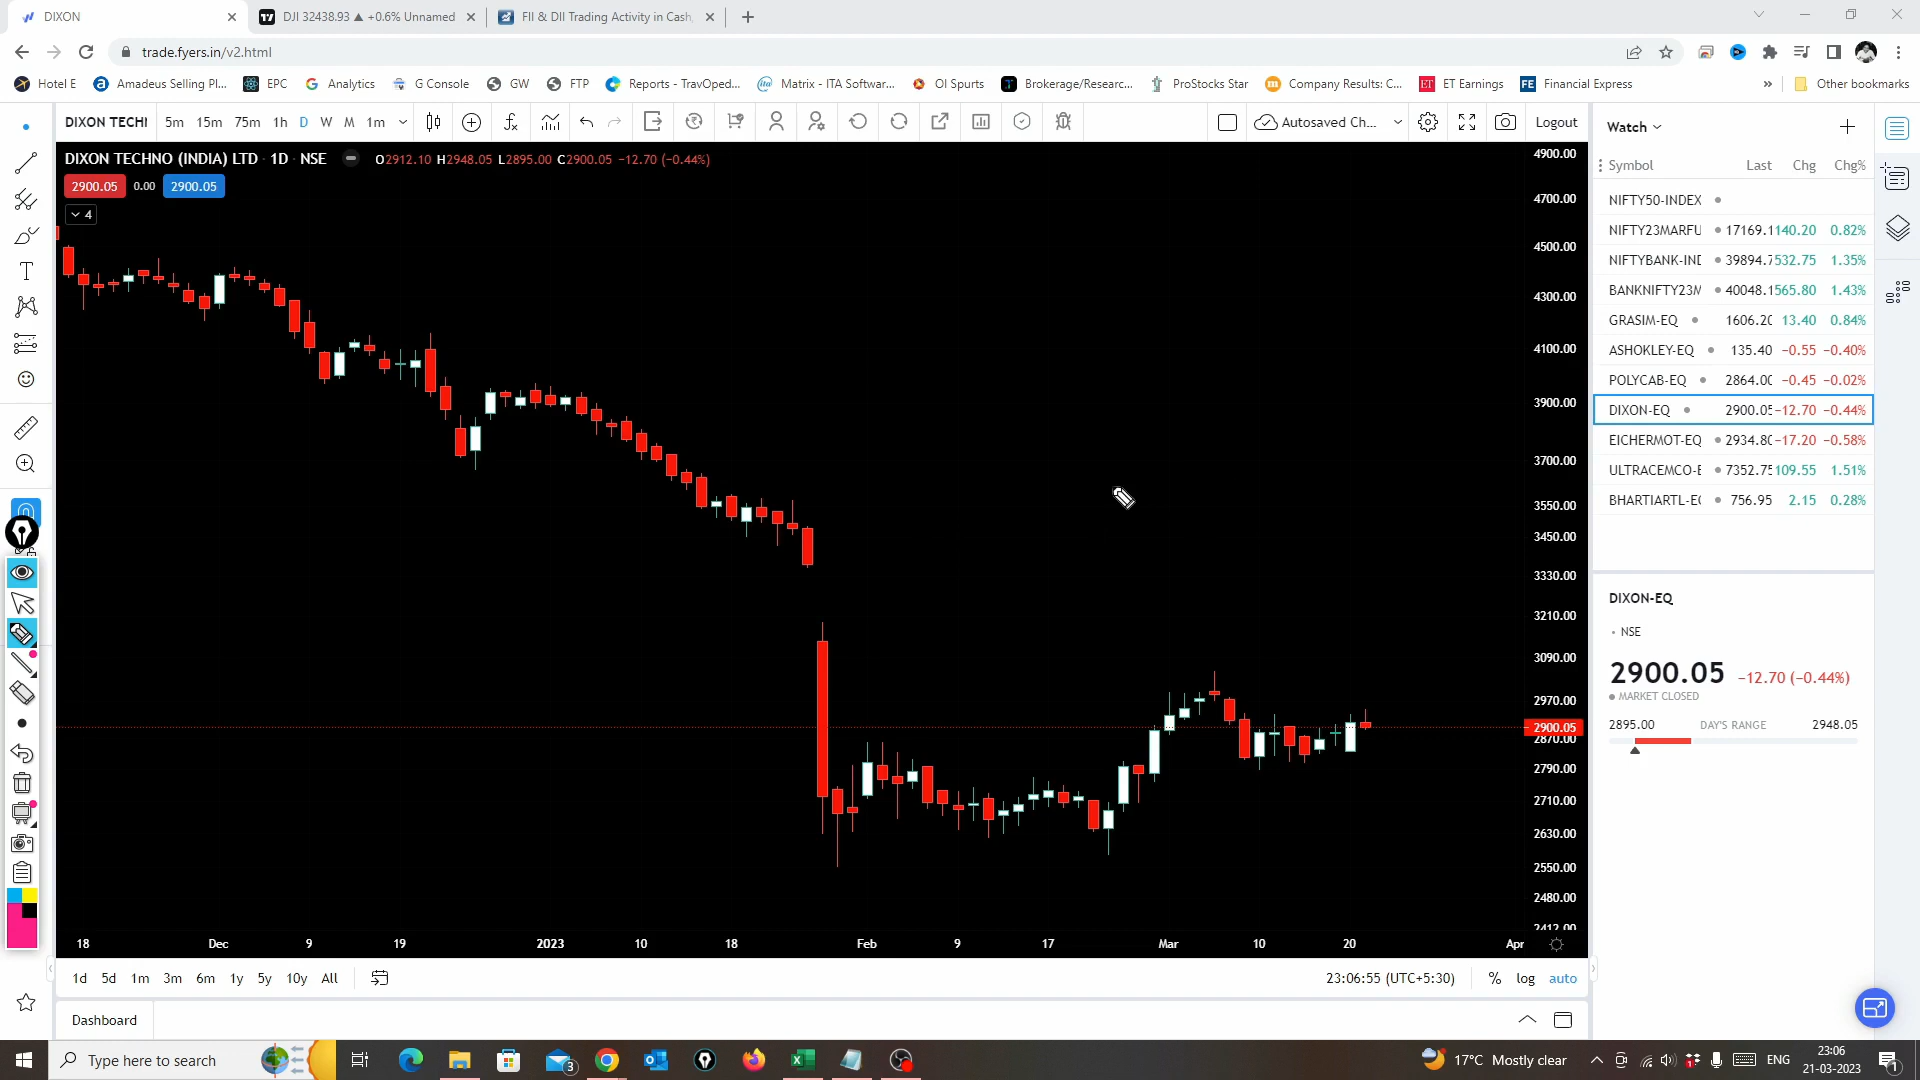 DIXON
DJI 32438.93 ▲ +0.6% Unnamed
FII & DII Trading Activity in Cash,
trade.fyers.in/v2.html
Hotel E
Amadeus Selling Pl...
EPC
Analytics
G Console
GW
FTP
Reports - TravOped...
Matrix - ITA Softwar...
OI Spurts
Brokerage/Researc...
ProStocks Star
Company Results: C...
ET Earnings
Financial Express
Other bookmarks
DIXON TECHI 5m 15m 75m 1h D W M 1m
Autosaved Ch...
Logout
Watch
DIXON TECHNO (INDIA) LTD · 1D · NSE O2912.10 H2948.05 L2895.00 C2900.05 −12.70 (−0.44%)
2900.05 0.00 2900.05
4
4900.00
4700.00
4500.00
4300.00
4100.00
3900.00
3700.00
3550.00
3450.00
3330.00
3210.00
3090.00
2970.00
2900.05
2870.00
2790.00
2710.00
2630.00
2550.00
2480.00
2412.00
18 Dec 9 19 2023 10 18 Feb 9 17 Mar 10 20 Apr
1d 5d 1m 3m 6m 1y 5y 10y All
23:06:55 (UTC+5:30) % log auto
Dashboard
Symbol Last Chg Chg%
NIFTY50-INDEX
NIFTY23MARFU 17169.1 140.20 0.82%
NIFTYBANK-IND 39894.7 532.75 1.35%
BANKNIFTY23M 40048.1 565.80 1.43%
GRASIM-EQ 1606.20 13.40 0.84%
ASHOKLEY-EQ 135.40 −0.55 −0.40%
POLYCAB-EQ 2864.00 −0.45 −0.02%
DIXON-EQ 2900.05 −12.70 −0.44%
EICHERMOT-EQ 2934.80 −17.20 −0.58%
ULTRACEMCO-E 7352.75 109.55 1.51%
BHARTIARTL-EQ 756.95 2.15 0.28%
DIXON-EQ
NSE
2900.05 −12.70 (−0.44%)
MARKET CLOSED
2895.00 DAY'S RANGE 2948.05
Type here to search
3
17°C Mostly clear
ENG
23:06
21-03-2023
1